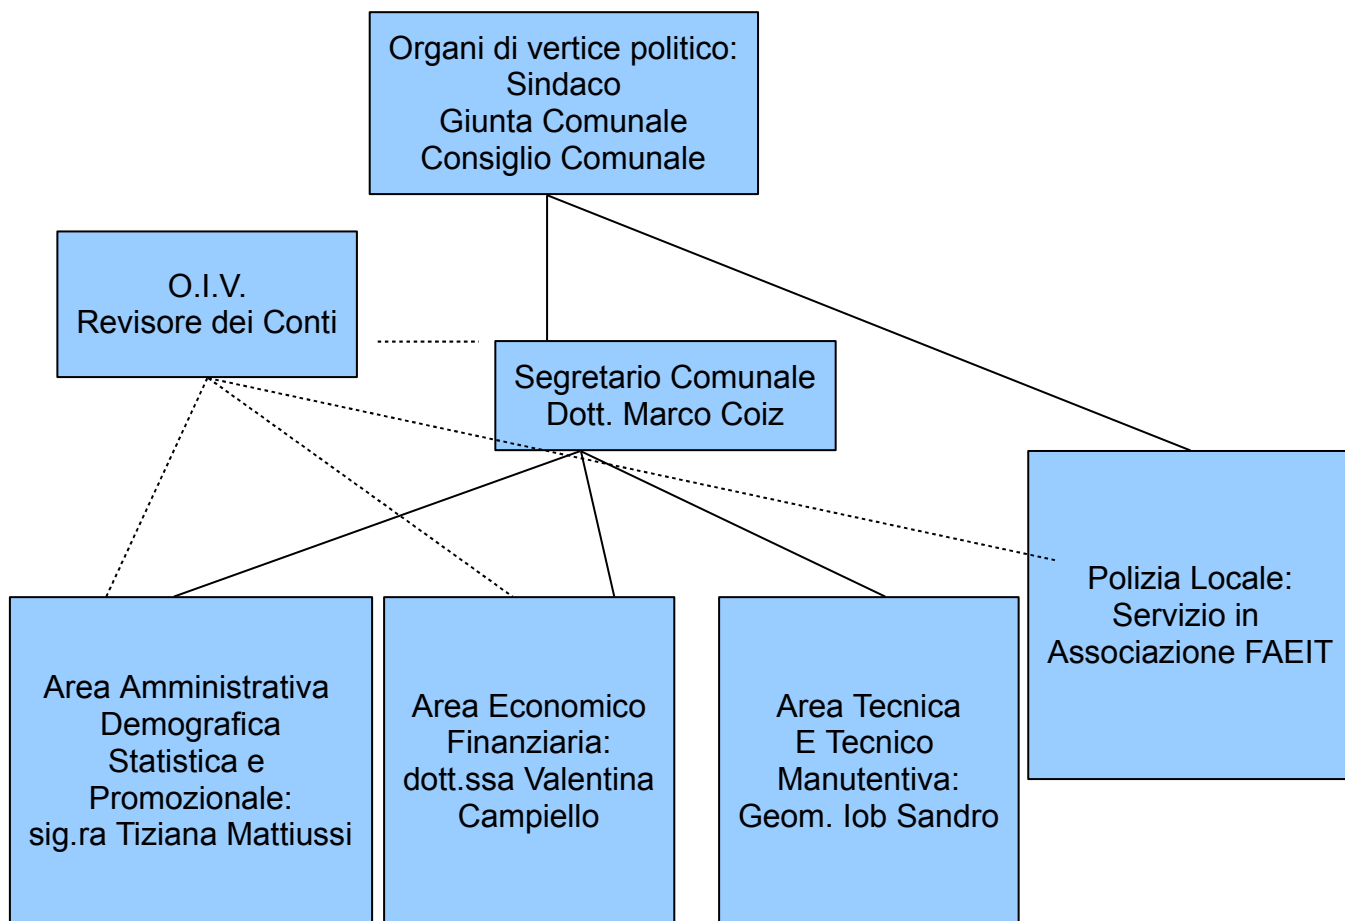 Organi di vertice politico:
Sindaco
Giunta Comunale
Consiglio Comunale
O.I.V.
Revisore dei Conti
Segretario Comunale
Dott. Marco Coiz
Polizia Locale:
Servizio in
Associazione FAEIT
Area Amministrativa
Demografica
Statistica e
Promozionale:
sig.ra Tiziana Mattiussi
Area Economico
Finanziaria:
dott.ssa Valentina
Campiello
Area Tecnica
E Tecnico
Manutentiva:
Geom. Iob Sandro